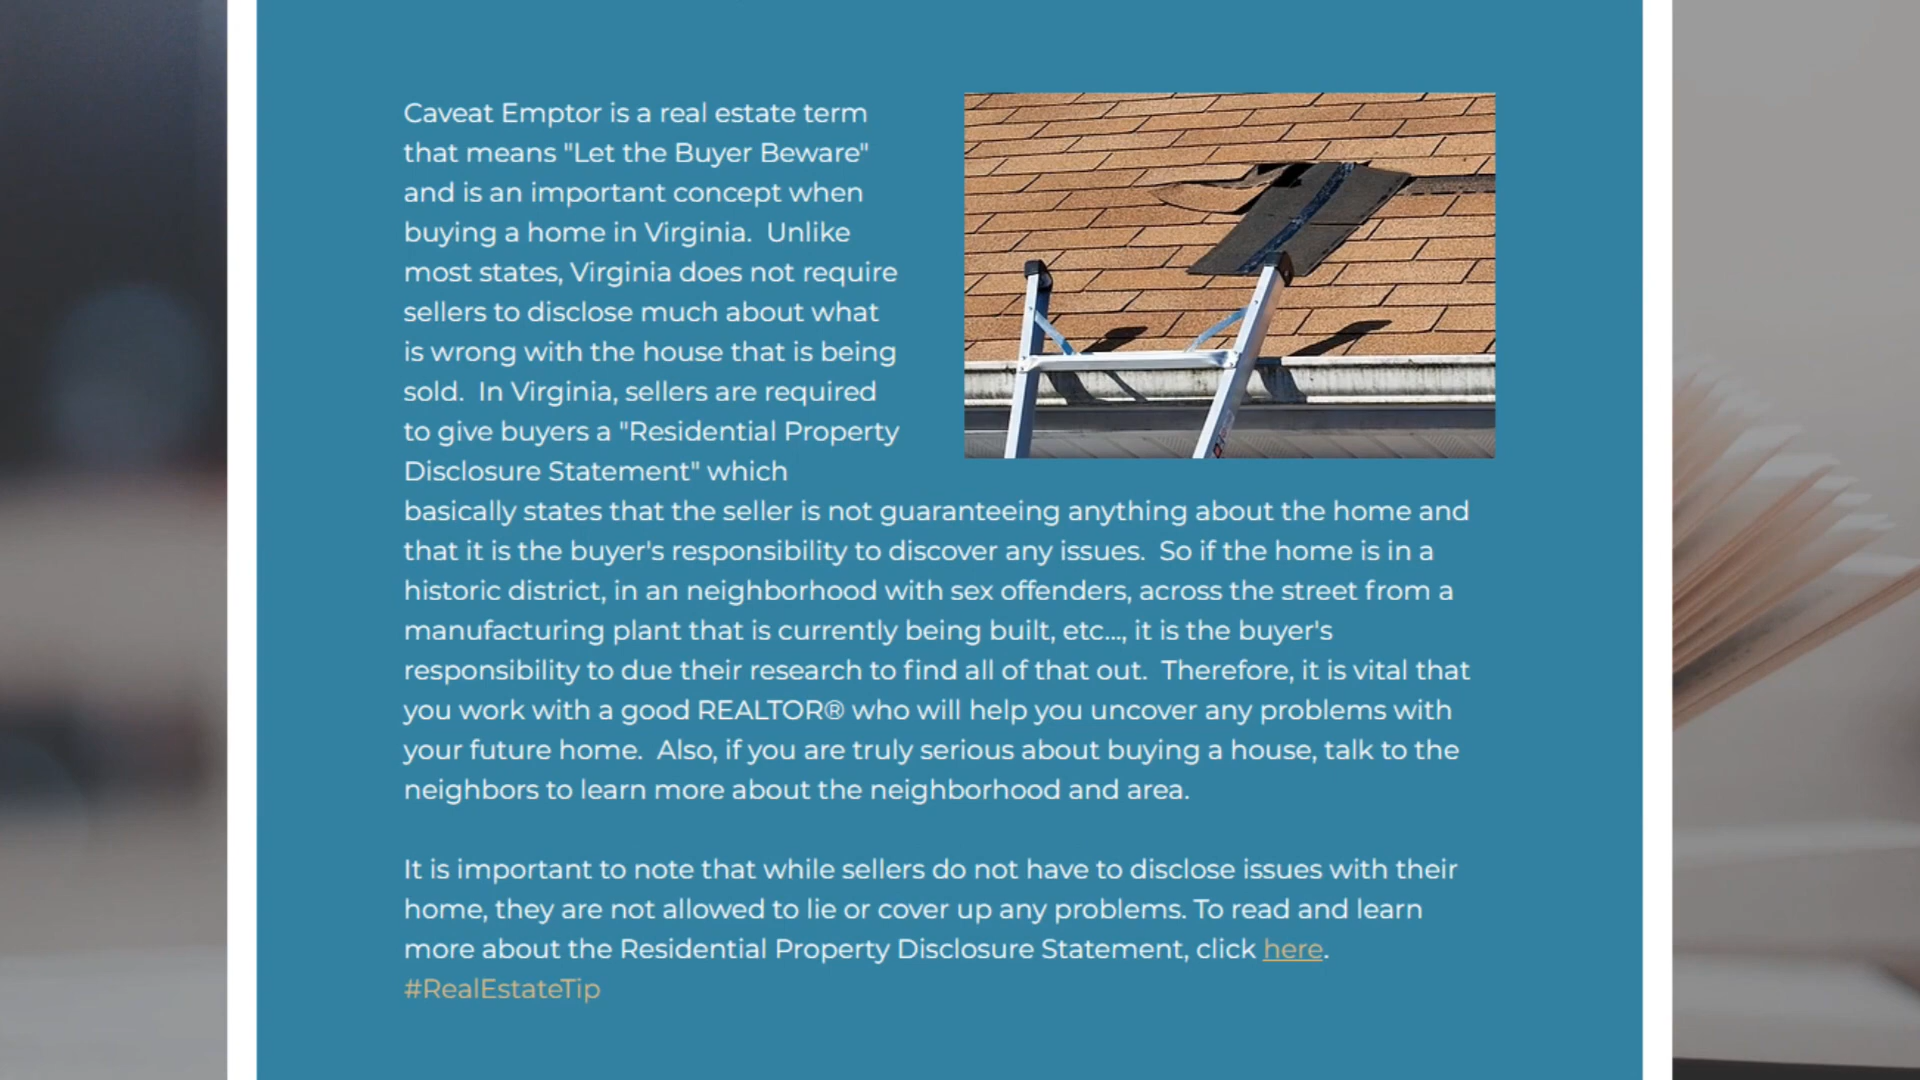 Caveat Emptor is a real estate term
that means "Let the Buyer Beware"
and is an important concept when
buying a home in Virginia.  Unlike
most states, Virginia does not require
sellers to disclose much about what
is wrong with the house that is being
sold.  In Virginia, sellers are required
to give buyers a "Residential Property
Disclosure Statement" which
basically states that the seller is not guaranteeing anything about the home and
that it is the buyer's responsibility to discover any issues.  So if the home is in a
historic district, in an neighborhood with sex offenders, across the street from a
manufacturing plant that is currently being built, etc..., it is the buyer's
responsibility to due their research to find all of that out.  Therefore, it is vital that
you work with a good REALTOR® who will help you uncover any problems with
your future home.  Also, if you are truly serious about buying a house, talk to the
neighbors to learn more about the neighborhood and area.

It is important to note that while sellers do not have to disclose issues with their
home, they are not allowed to lie or cover up any problems. To read and learn
more about the Residential Property Disclosure Statement, click here.
#RealEstateTip